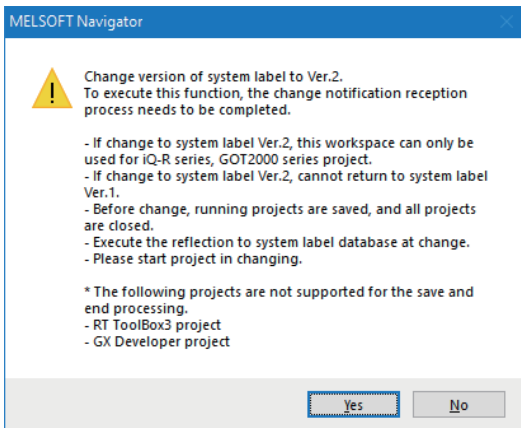 MELSOFT Navigator
Change version of system label to Ver.2.
To execute this function, the change notification reception
process needs to be completed.
- If change to system label Ver.2, this workspace can only be
used for iQ-R series, GOT2000 series project.
- If change to system label Ver.2, cannot return to system label
Ver.1.
- Before change, running projects are saved, and all projects
are closed.
- Execute the reflection to system label database at change.
- Please start project in changing.
* The following projects are not supported for the save and
end processing.
- RT ToolBox3 project
- GX Developer project
Yes No